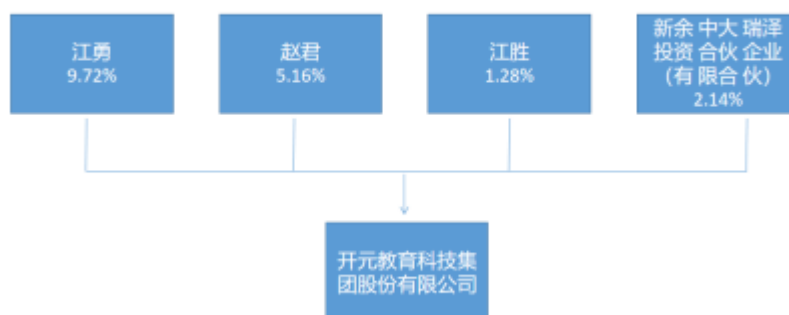 江勇
9.72%
赵君
5.16%
江胜
1.28%
新余中大瑞泽
投资合伙企业
(有限合伙)
2.14%
开元教育科技集
团股份有限公司